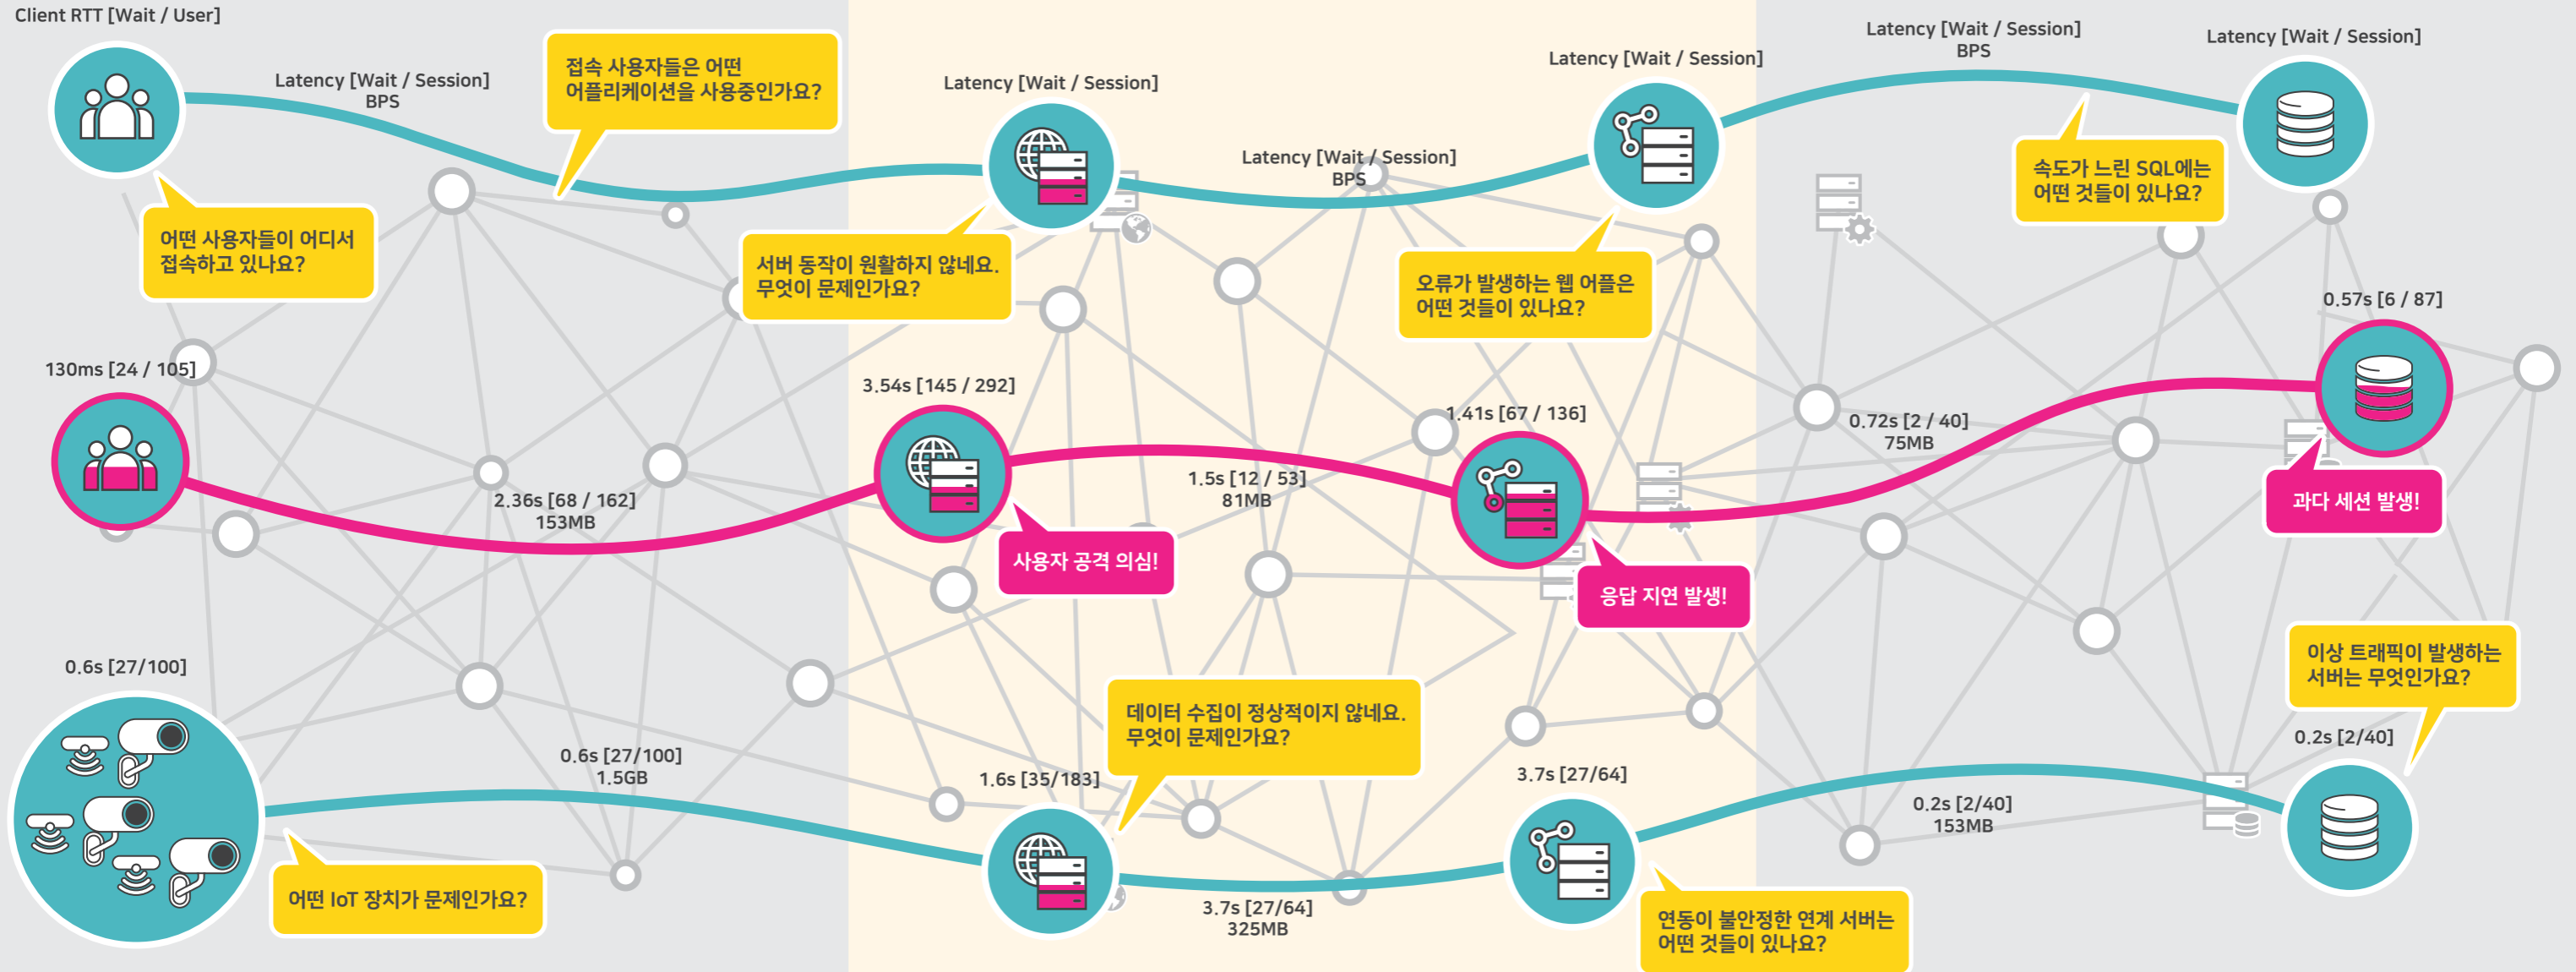 Client RTT [Wait / User]
Latency [Wait / Session]
BPS
접속 사용자들은 어떤
어플리케이션을 사용중인가요?
Latency [Wait / Session]
Latency [Wait / Session]
BPS
Latency [Wait / Session]
Latency [Wait / Session]
BPS
Latency [Wait / Session]
어떤 사용자들이 어디서
접속하고 있나요?
서버 동작이 원활하지 않네요.
무엇이 문제인가요?
오류가 발생하는 웹 어플은
어떤 것들이 있나요?
속도가 느린 SQL에는
어떤 것들이 있나요?
130ms [24 / 105]
2.36s [68 / 162]
153MB
3.54s [145 / 292]
사용자 공격 의심!
1.5s [12 / 53]
81MB
1.41s [67 / 136]
응답 지연 발생!
0.72s [2 / 40]
75MB
0.57s [6 / 87]
과다 세션 발생!
0.6s [27/100]
어떤 IoT 장치가 문제인가요?
0.6s [27/100]
1.5GB
1.6s [35/183]
데이터 수집이 정상적이지 않네요.
무엇이 문제인가요?
3.7s [27/64]
325MB
3.7s [27/64]
연동이 불안정한 연계 서버는
어떤 것들이 있나요?
0.2s [2/40]
153MB
0.2s [2/40]
이상 트래픽이 발생하는
서버는 무엇인가요?